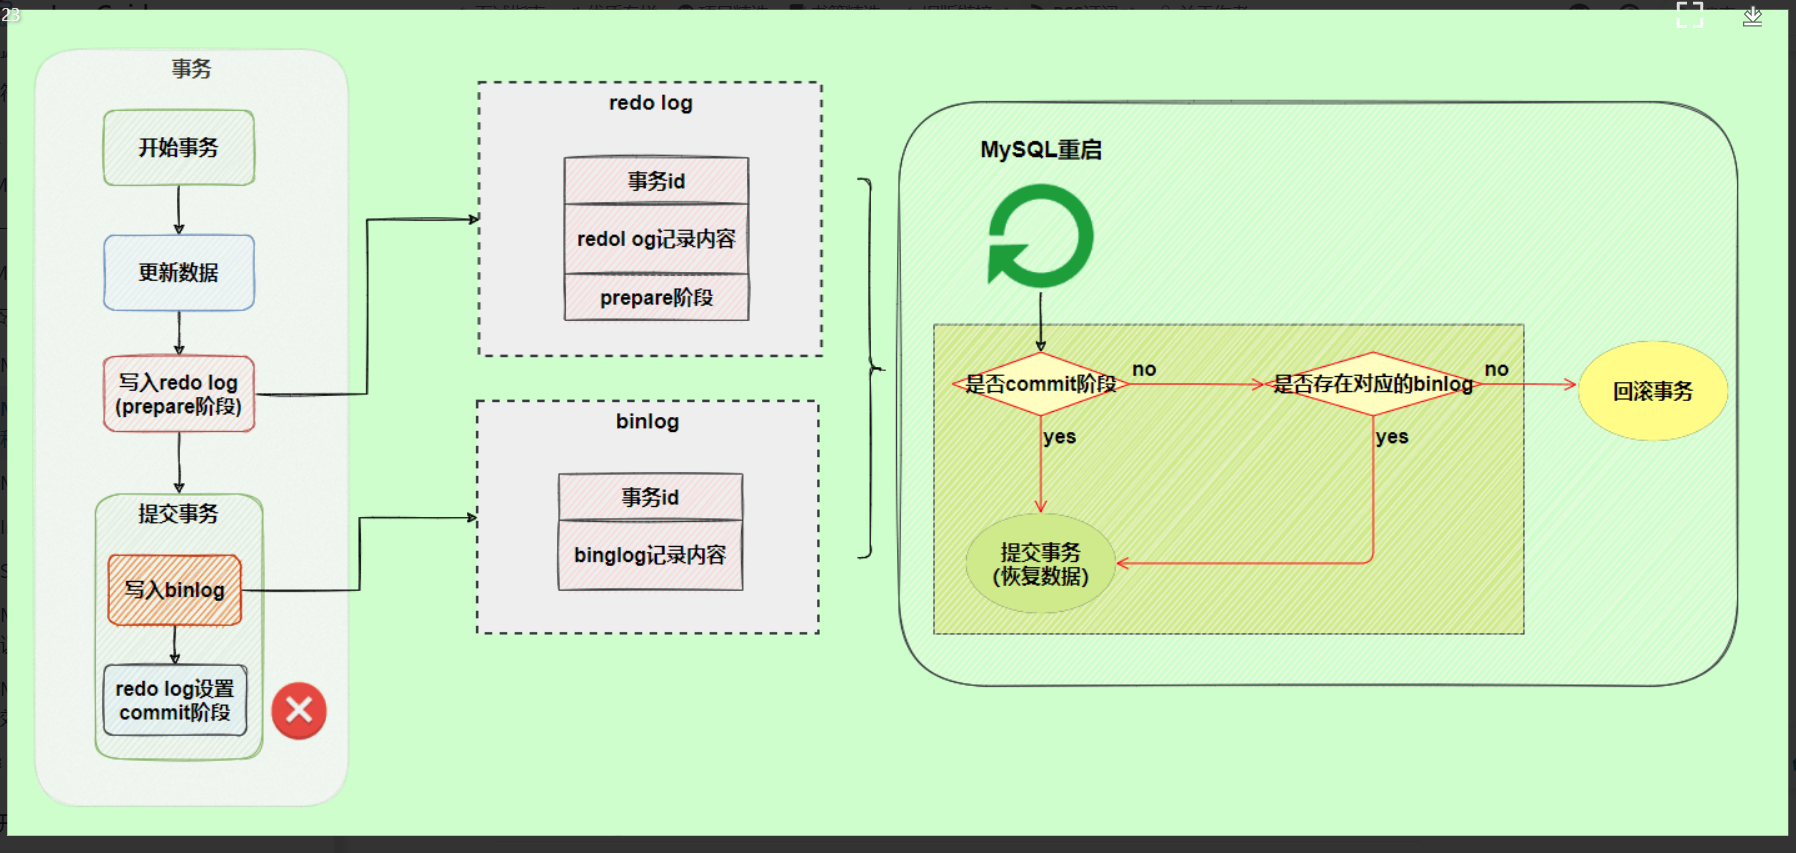 23
事务
开始事务
更新数据
写入redo log
(prepare阶段)
提交事务
写入binlog
redo log设置
commit阶段
redo log
事务id
redol og记录内容
prepare阶段
binlog
事务id
binglog记录内容
MySQL重启
是否commit阶段
no
是否存在对应的binlog
no
回滚事务
yes
yes
提交事务
(恢复数据)